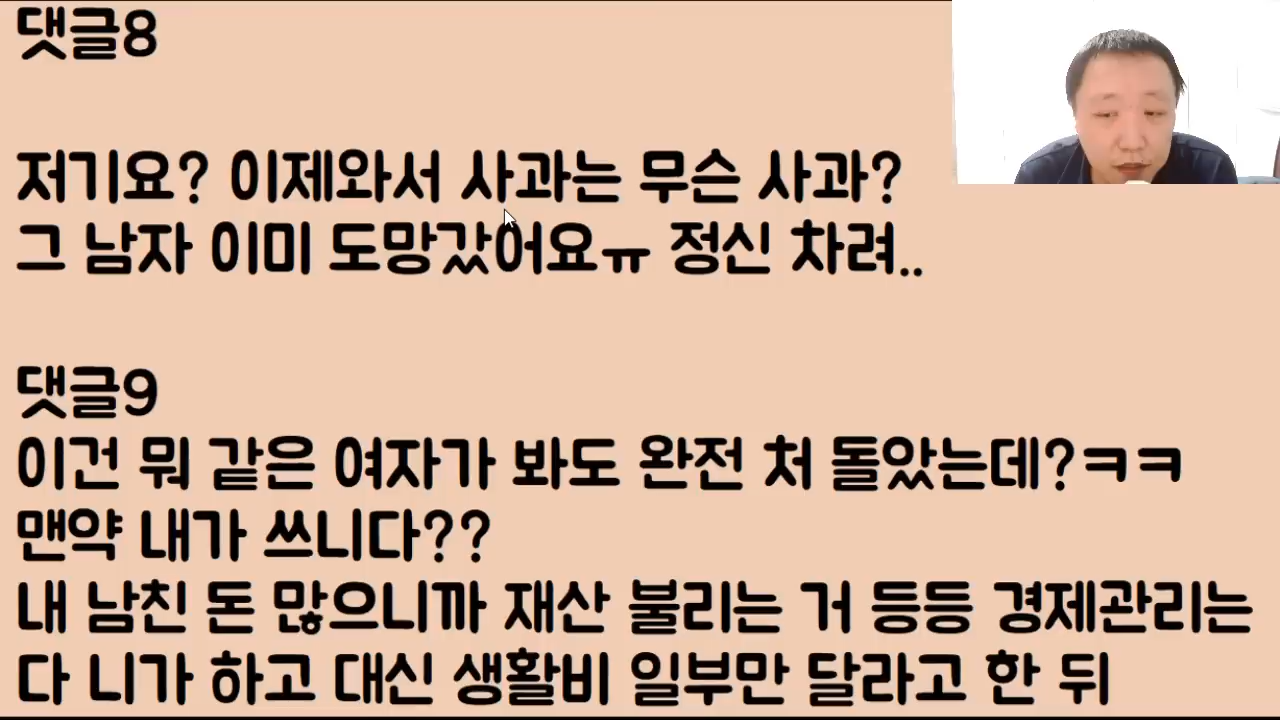 댓글8
저기요? 이제와서 사과는 무슨 사과?
그 남자 이미 도망갔어요ㅠ 정신 차려..
댓글9
이건 뭐 같은 여자가 봐도 완전 처 돌았는데?ㅋㅋ
맨약 내가 쓰니다??
내 남친 돈 많으니까 재산 불리는 거 등등 경제관리는
다 니가 하고 대신 생활비 일부만 달라고 한 뒤